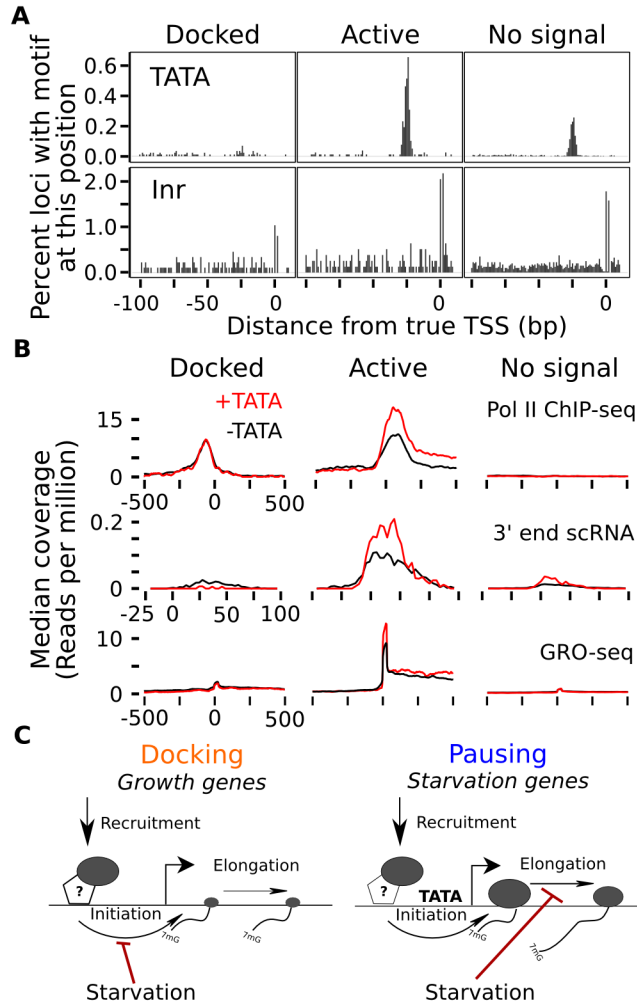 A
Docked Active No signal
Percent loci with motif
at this position
0.6
0.4
0.2
0.0
TATA
2.0
1.0
0.0
Inr
-100 -50 0 0 0
Distance from true TSS (bp)
B
Docked Active No signal
Median coverage
(Reads per million)
+TATA
-TATA
Pol II ChIP-seq
15
0
-500 0 500
3' end scRNA
0.2
0
-25 0 50 100
GRO-seq
10
0
-500 0 500
C
Docking
Growth genes
Recruitment
?
Elongation
Initiation
7mG
Starvation
Pausing
Starvation genes
Recruitment
?
TATA
Elongation
Initiation
7mG
7mG
Starvation